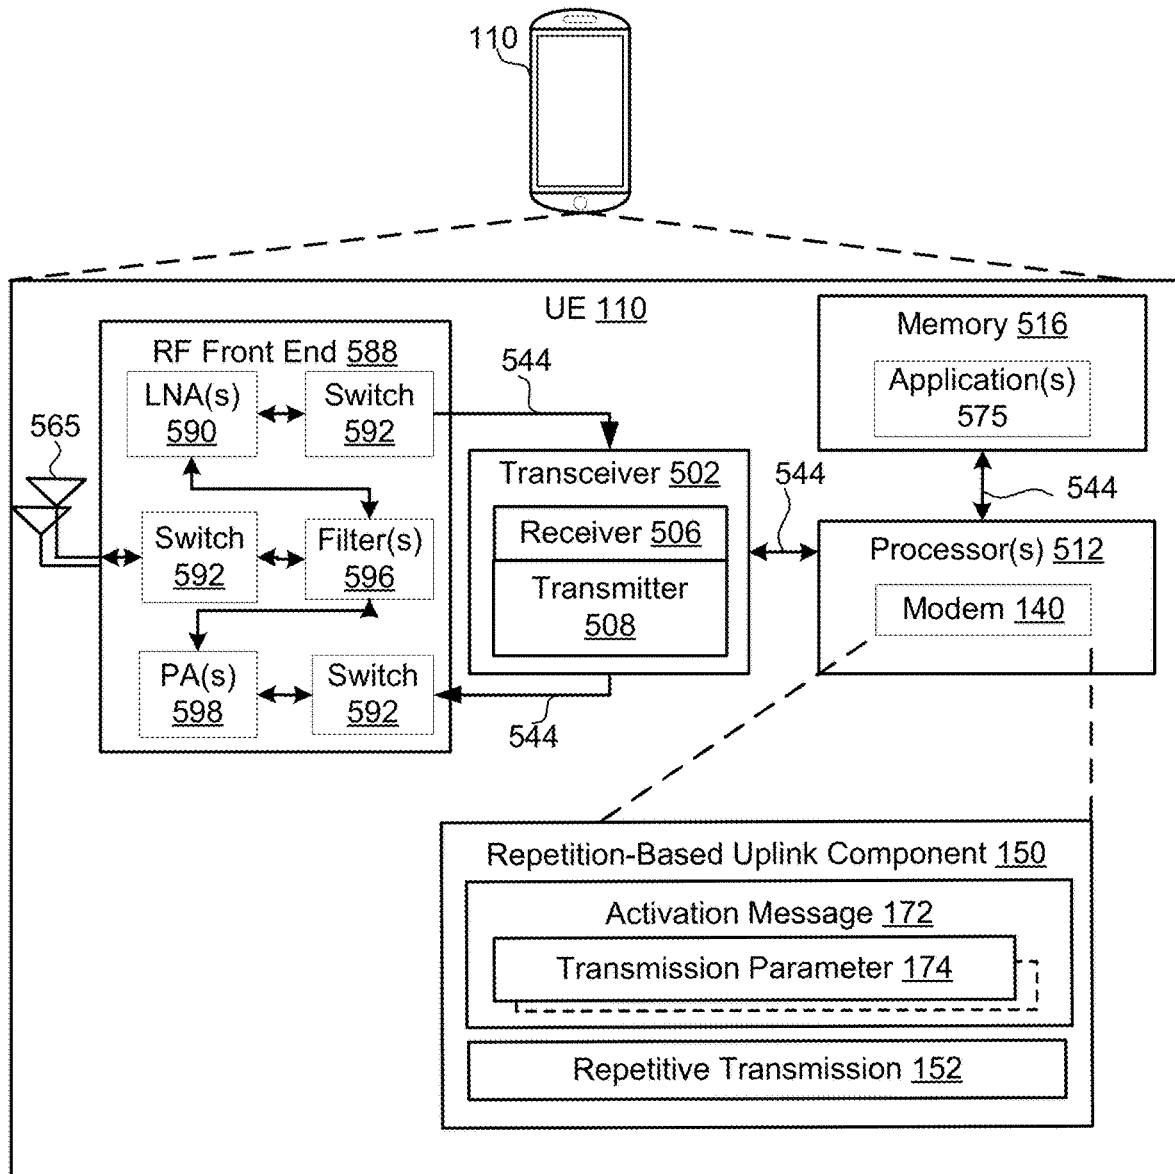 110
UE 110
RF Front End 588
LNA(s)
590
Switch
592
544
565
Switch
592
Filter(s)
596
PA(s)
598
Switch
592
544
Transceiver 502
Receiver 506
Transmitter
508
544
Memory 516
Application(s)
575
544
Processor(s) 512
Modem 140
Repetition-Based Uplink Component 150
Activation Message 172
Transmission Parameter 174
Repetitive Transmission 152